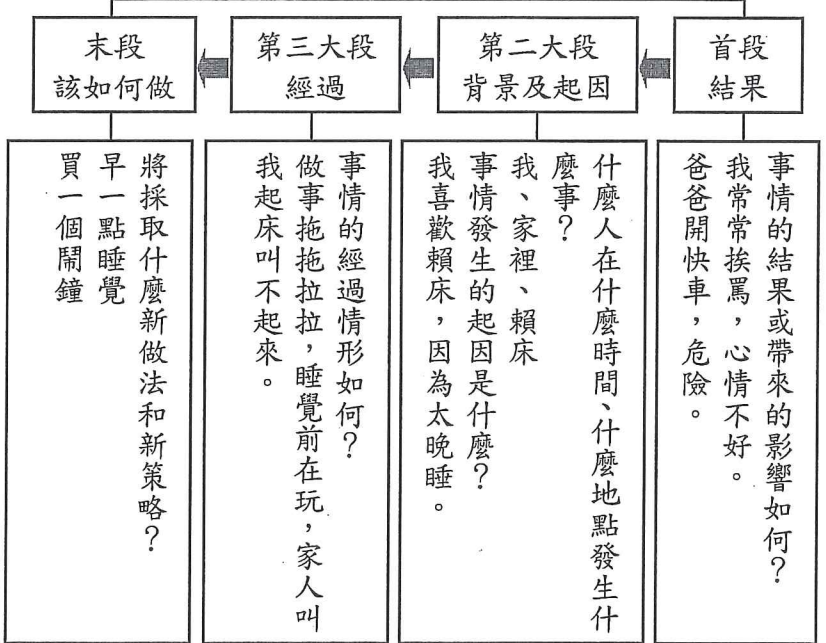 首段
結果
事情的結果或帶來的影響如何？
我常常挨罵，心情不好。
爸爸開快車，危險。
第二大段
背景及起因
什麼人在什麼時間、什麼地點發生什
麼事？
我、家裡、賴床
事情發生的起因是什麼？
我喜歡賴床，因為太晚睡。
第三大段
經過
事情的經過情形如何？
做事拖拖拉拉，睡覺前在玩，家人叫
我起床叫不起來。
末段
該如何做
將採取什麼新做法和新策略？
早一點睡覺
買一個鬧鐘